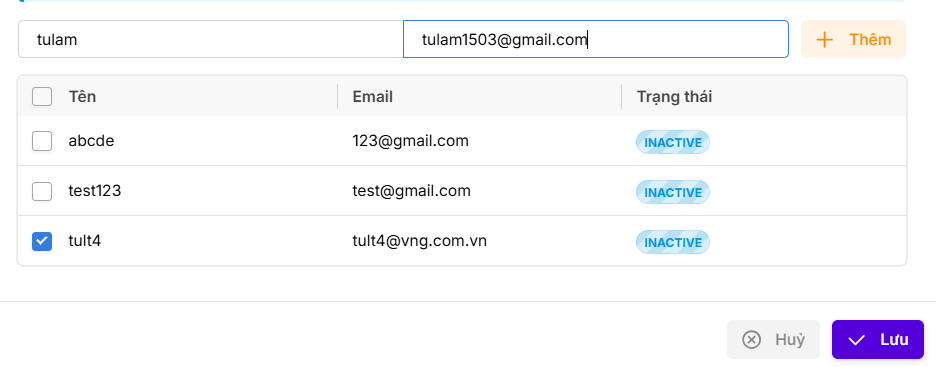 tulam tulam1503@gmail.com Thêm
Tên Email Trạng thái
abcde 123@gmail.com INACTIVE
test123 test@gmail.com INACTIVE
tult4 tult4@vng.com.vn INACTIVE
Huỷ Lưu